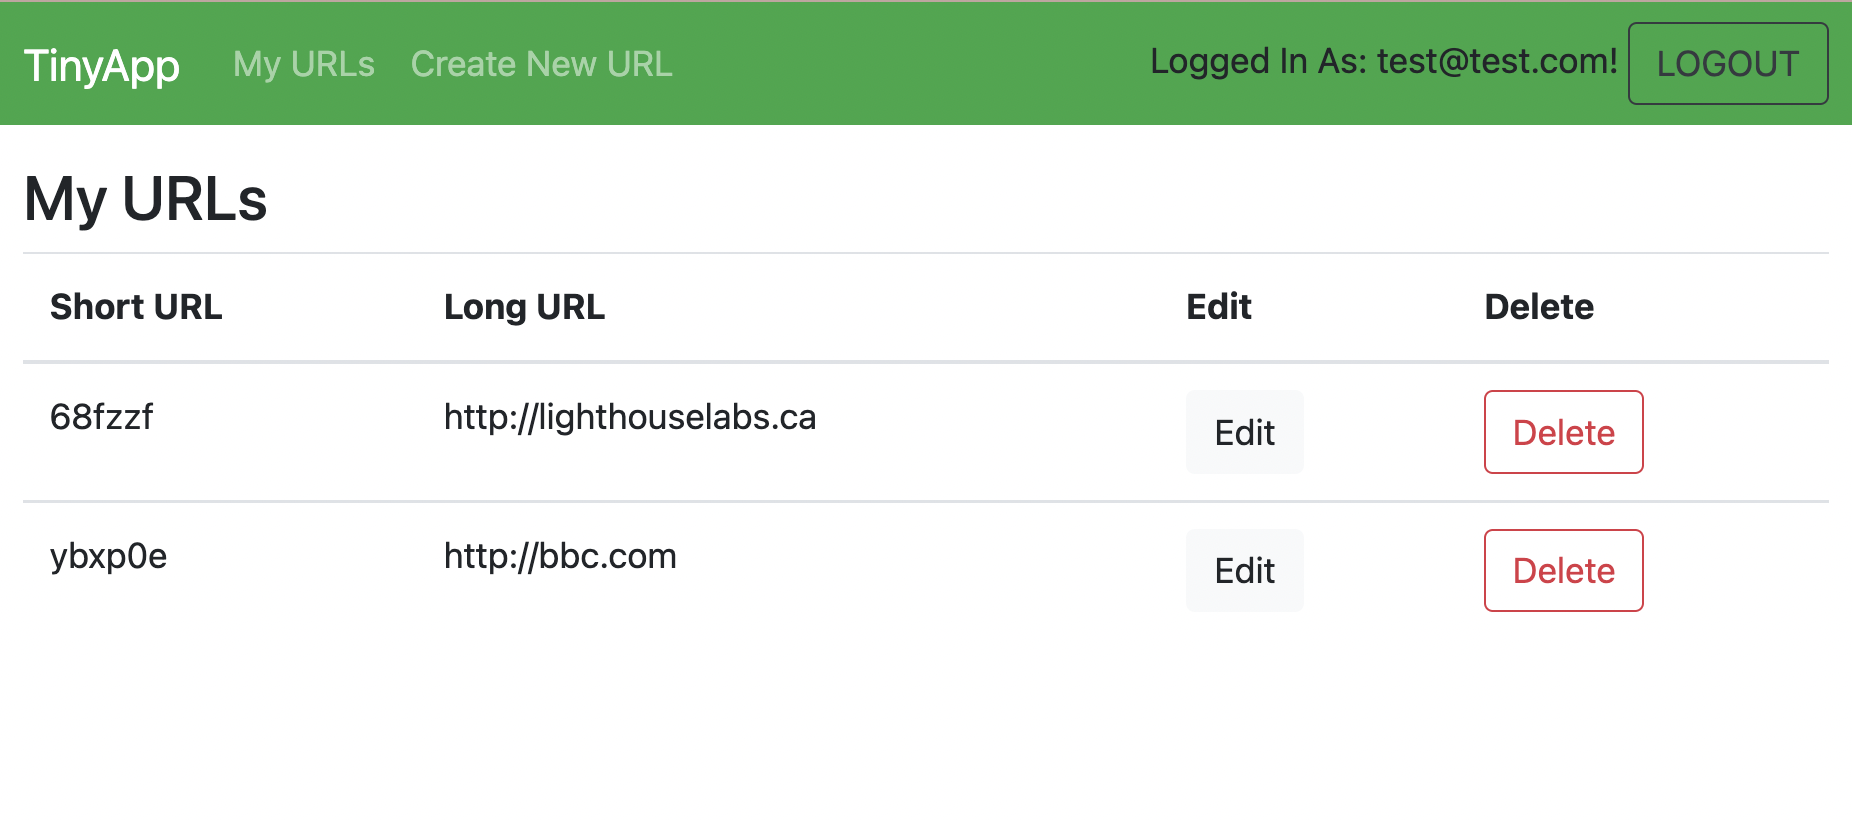 TinyApp My URLs Create New URL Logged In As: test@test.com! LOGOUT
My URLs
Short URL Long URL Edit Delete
68fzzf http://lighthouselabs.ca Edit Delete
ybxp0e http://bbc.com Edit Delete